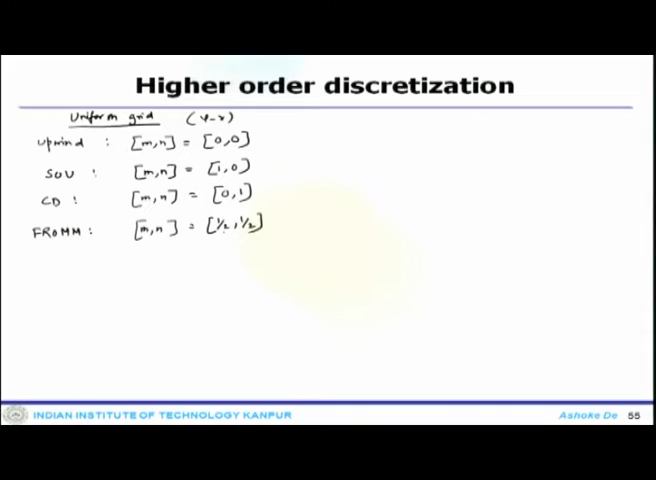 Higher order discretization
Uniform grid (ψ-r)
Upwind : [m,n] = [0,0]
SOU : [m,n] = [1,0]
CD : [m,n] = [0,1]
FROMM : [m,n] = [1/2, 1/2]
INDIAN INSTITUTE OF TECHNOLOGY KANPUR
Ashoke De 55